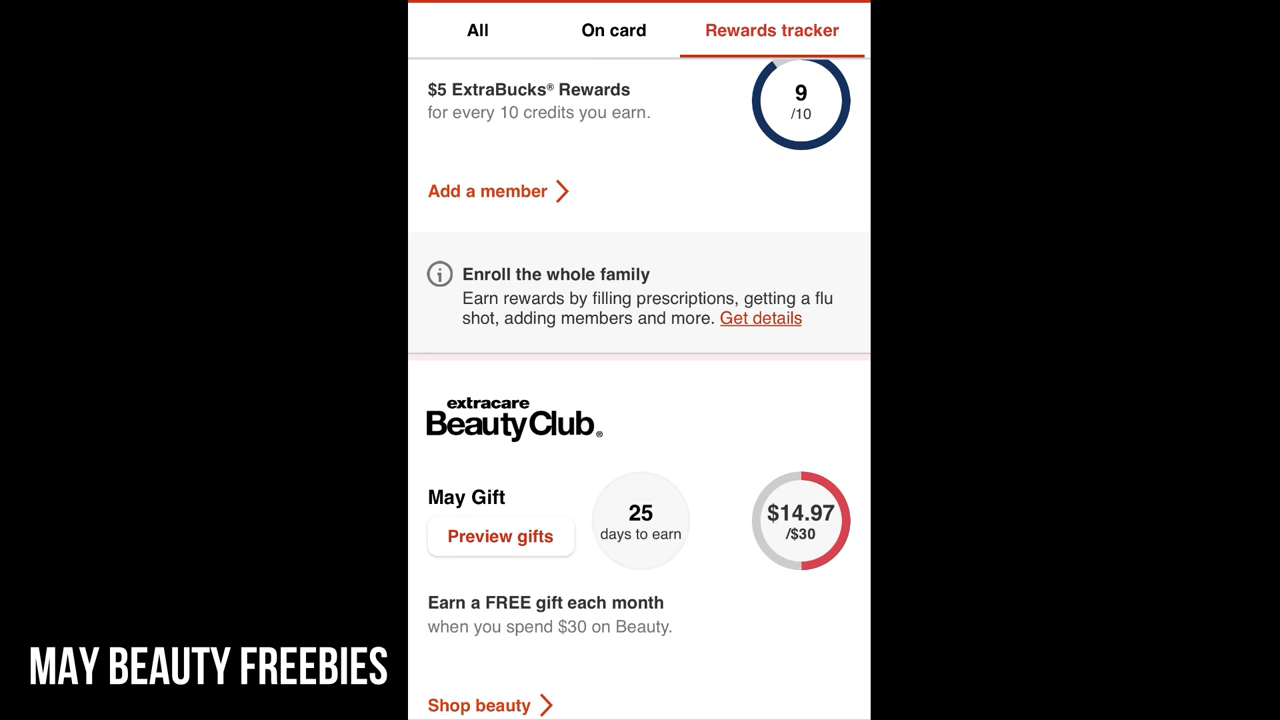 All
On card
Rewards tracker
$5 ExtraBucks® Rewards
for every 10 credits you earn.
9
/10
Add a member
Enroll the whole family
Earn rewards by filling prescriptions, getting a flu
shot, adding members and more. Get details
extracare
BeautyClub®
May Gift
Preview gifts
25
days to earn
$14.97
/$30
Earn a FREE gift each month
when you spend $30 on Beauty.
Shop beauty
MAY BEAUTY FREEBIES